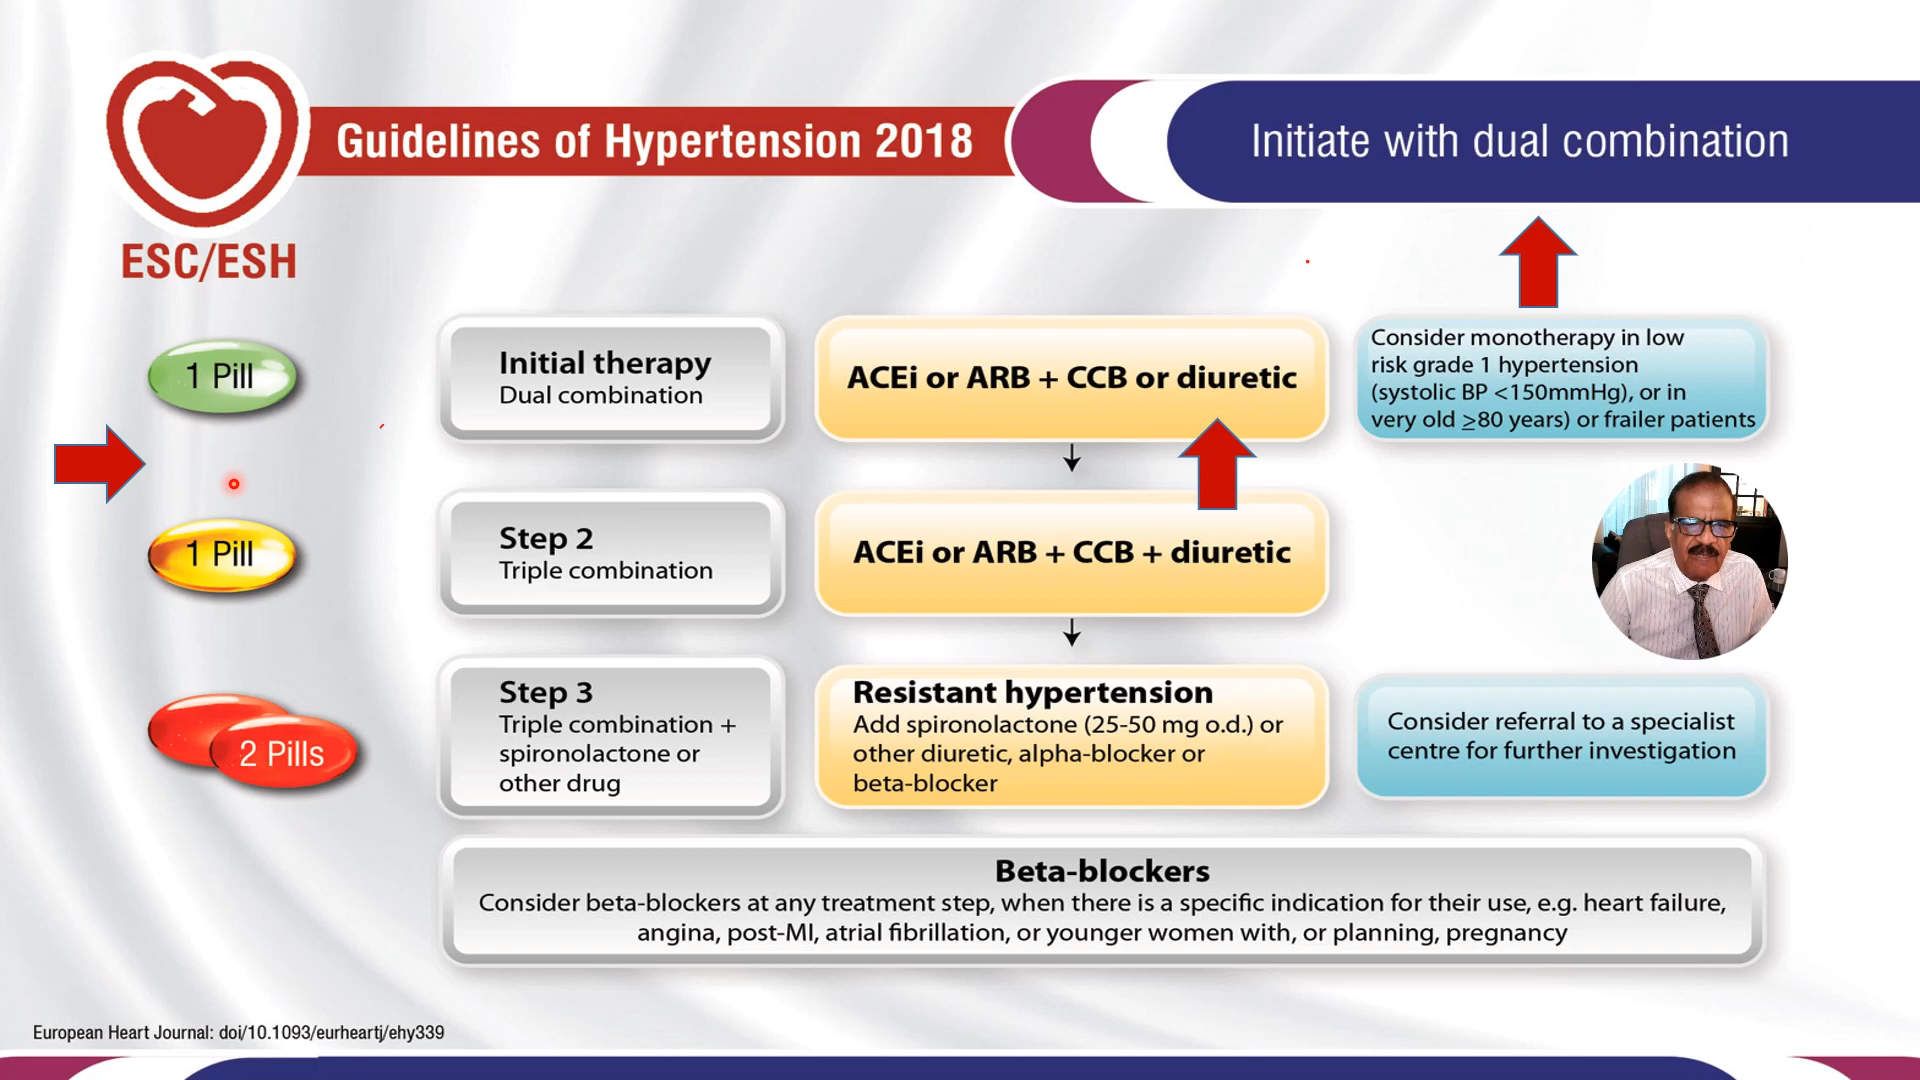 Guidelines of Hypertension 2018
Initiate with dual combination
ESC/ESH
1 Pill
Initial therapy
Dual combination
ACEi or ARB + CCB or diuretic
Consider monotherapy in low
risk grade 1 hypertension
(systolic BP <150mmHg), or in
very old ≥80 years) or frailer patients
1 Pill
Step 2
Triple combination
ACEi or ARB + CCB + diuretic
2 Pills
Step 3
Triple combination +
spironolactone or
other drug
Resistant hypertension
Add spironolactone (25-50 mg o.d.) or
other diuretic, alpha-blocker or
beta-blocker
Consider referral to a specialist
centre for further investigation
Beta-blockers
Consider beta-blockers at any treatment step, when there is a specific indication for their use, e.g. heart failure,
angina, post-MI, atrial fibrillation, or younger women with, or planning, pregnancy
European Heart Journal: doi/10.1093/eurheartj/ehy339